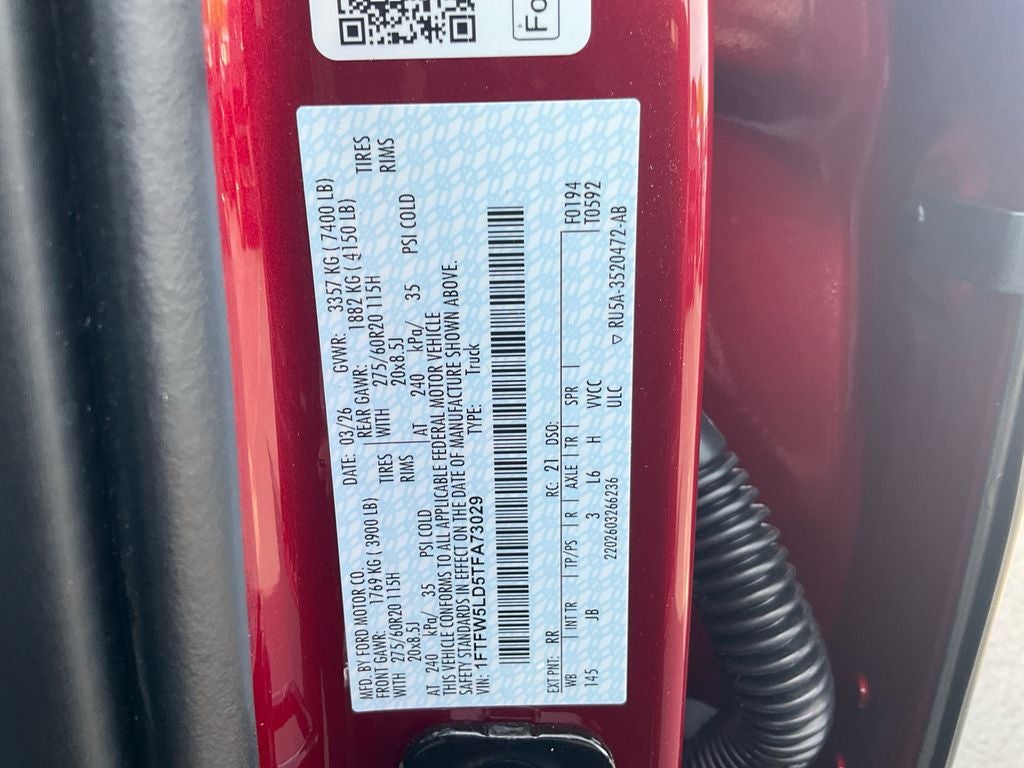 Fo
MFD. BY FORD MOTOR CO.
DATE: 03/26 GVWR: 3357 KG ( 7400 LB)
FRONT GAWR: 1769 KG ( 3900 LB) REAR GAWR: 1882 KG ( 4150 LB)
WITH 275/60R20 115H TIRES WITH 275/60R20 115H TIRES
20x8.5J RIMS 20x8.5J RIMS
AT 240 kPa/ 35 PSI COLD AT 240 kPa/ 35 PSI COLD
THIS VEHICLE CONFORMS TO ALL APPLICABLE FEDERAL MOTOR VEHICLE
SAFETY STANDARDS IN EFFECT ON THE DATE OF MANUFACTURE SHOWN ABOVE.
VIN: 1FTFW5LD5TFA73029 TYPE: Truck
EXT PNT: RR RC: 21 DSO: F0194
WB INT TR TP/PS R AXLE TR SPR T0592
145 JB 3 L6 H VVCC
2202603266236 ULC ▽ RU5A-3520472-AB